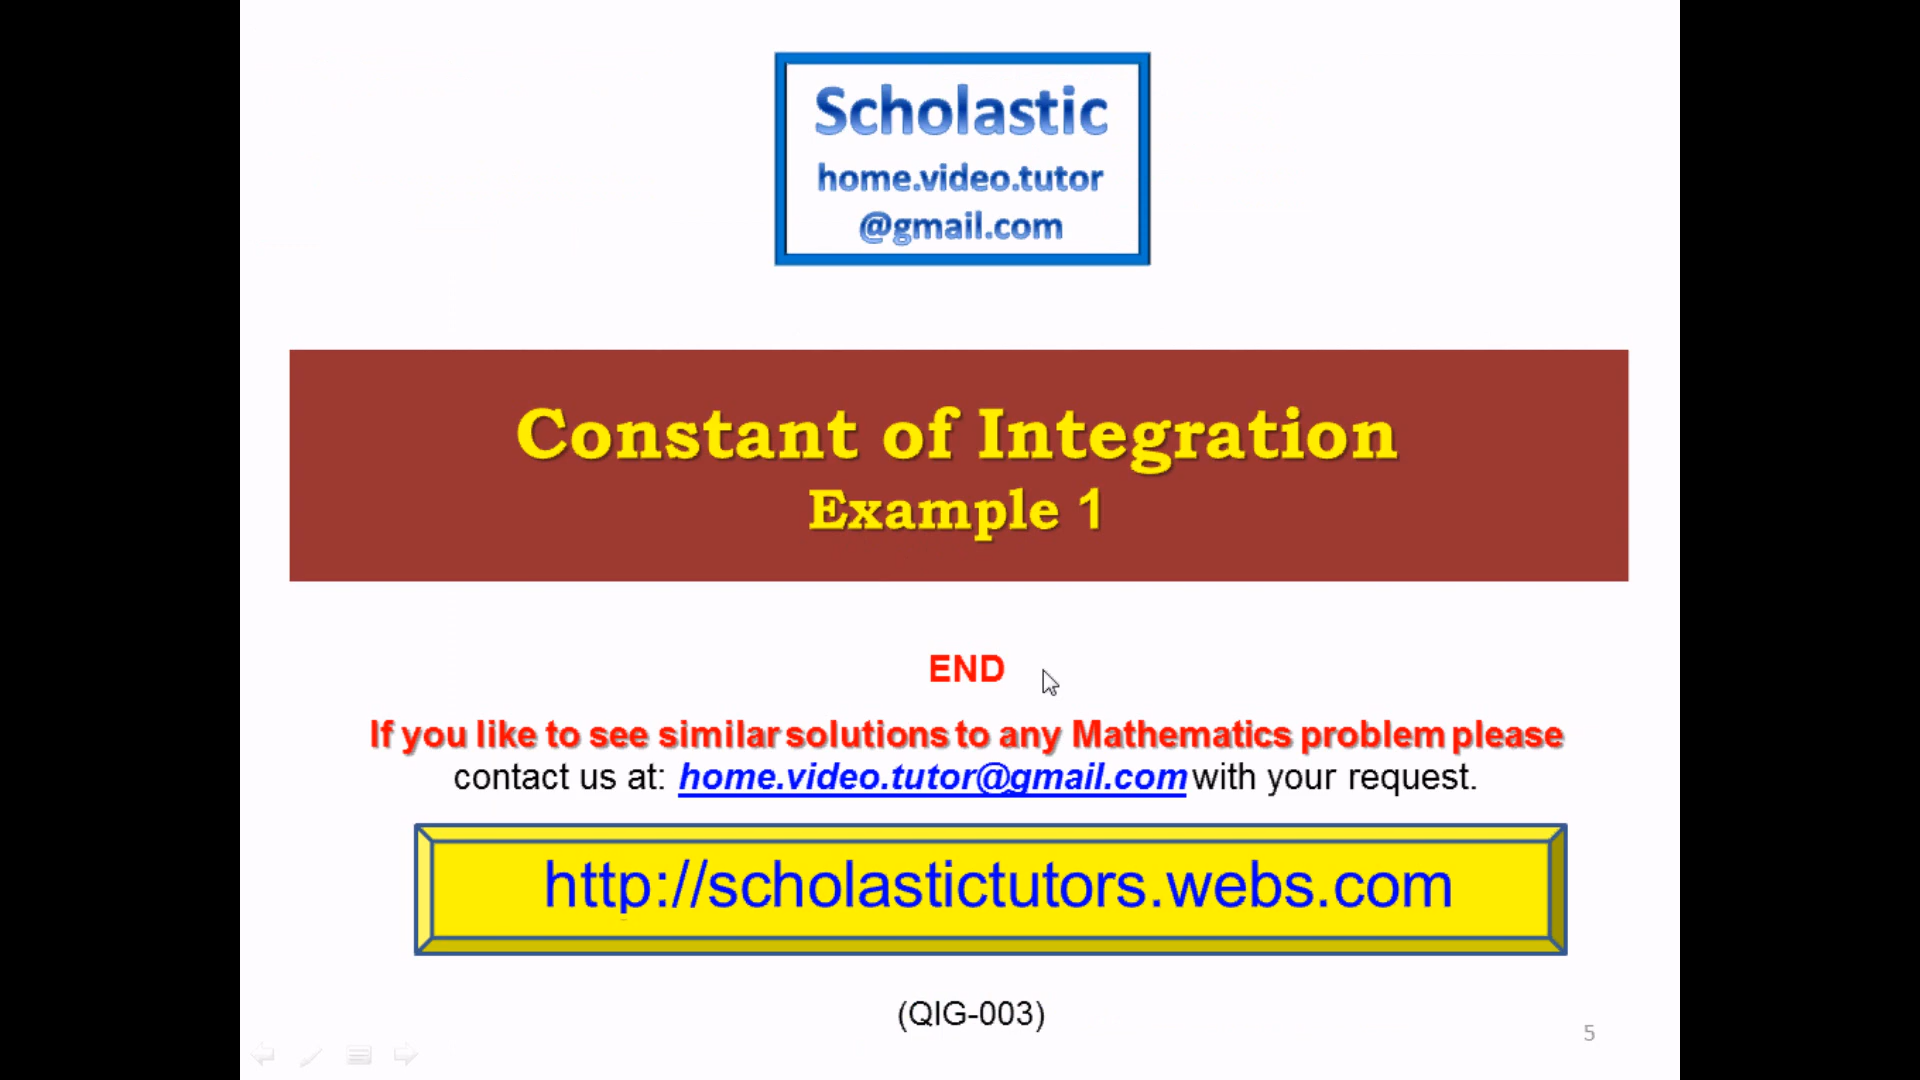 Scholastic
home.video.tutor
@gmail.com
Constant of Integration
Example 1
END
If you like to see similar solutions to any Mathematics problem please
contact us at: home.video.tutor@gmail.com with your request.
http://scholastictutors.webs.com
(QIG-003)
5